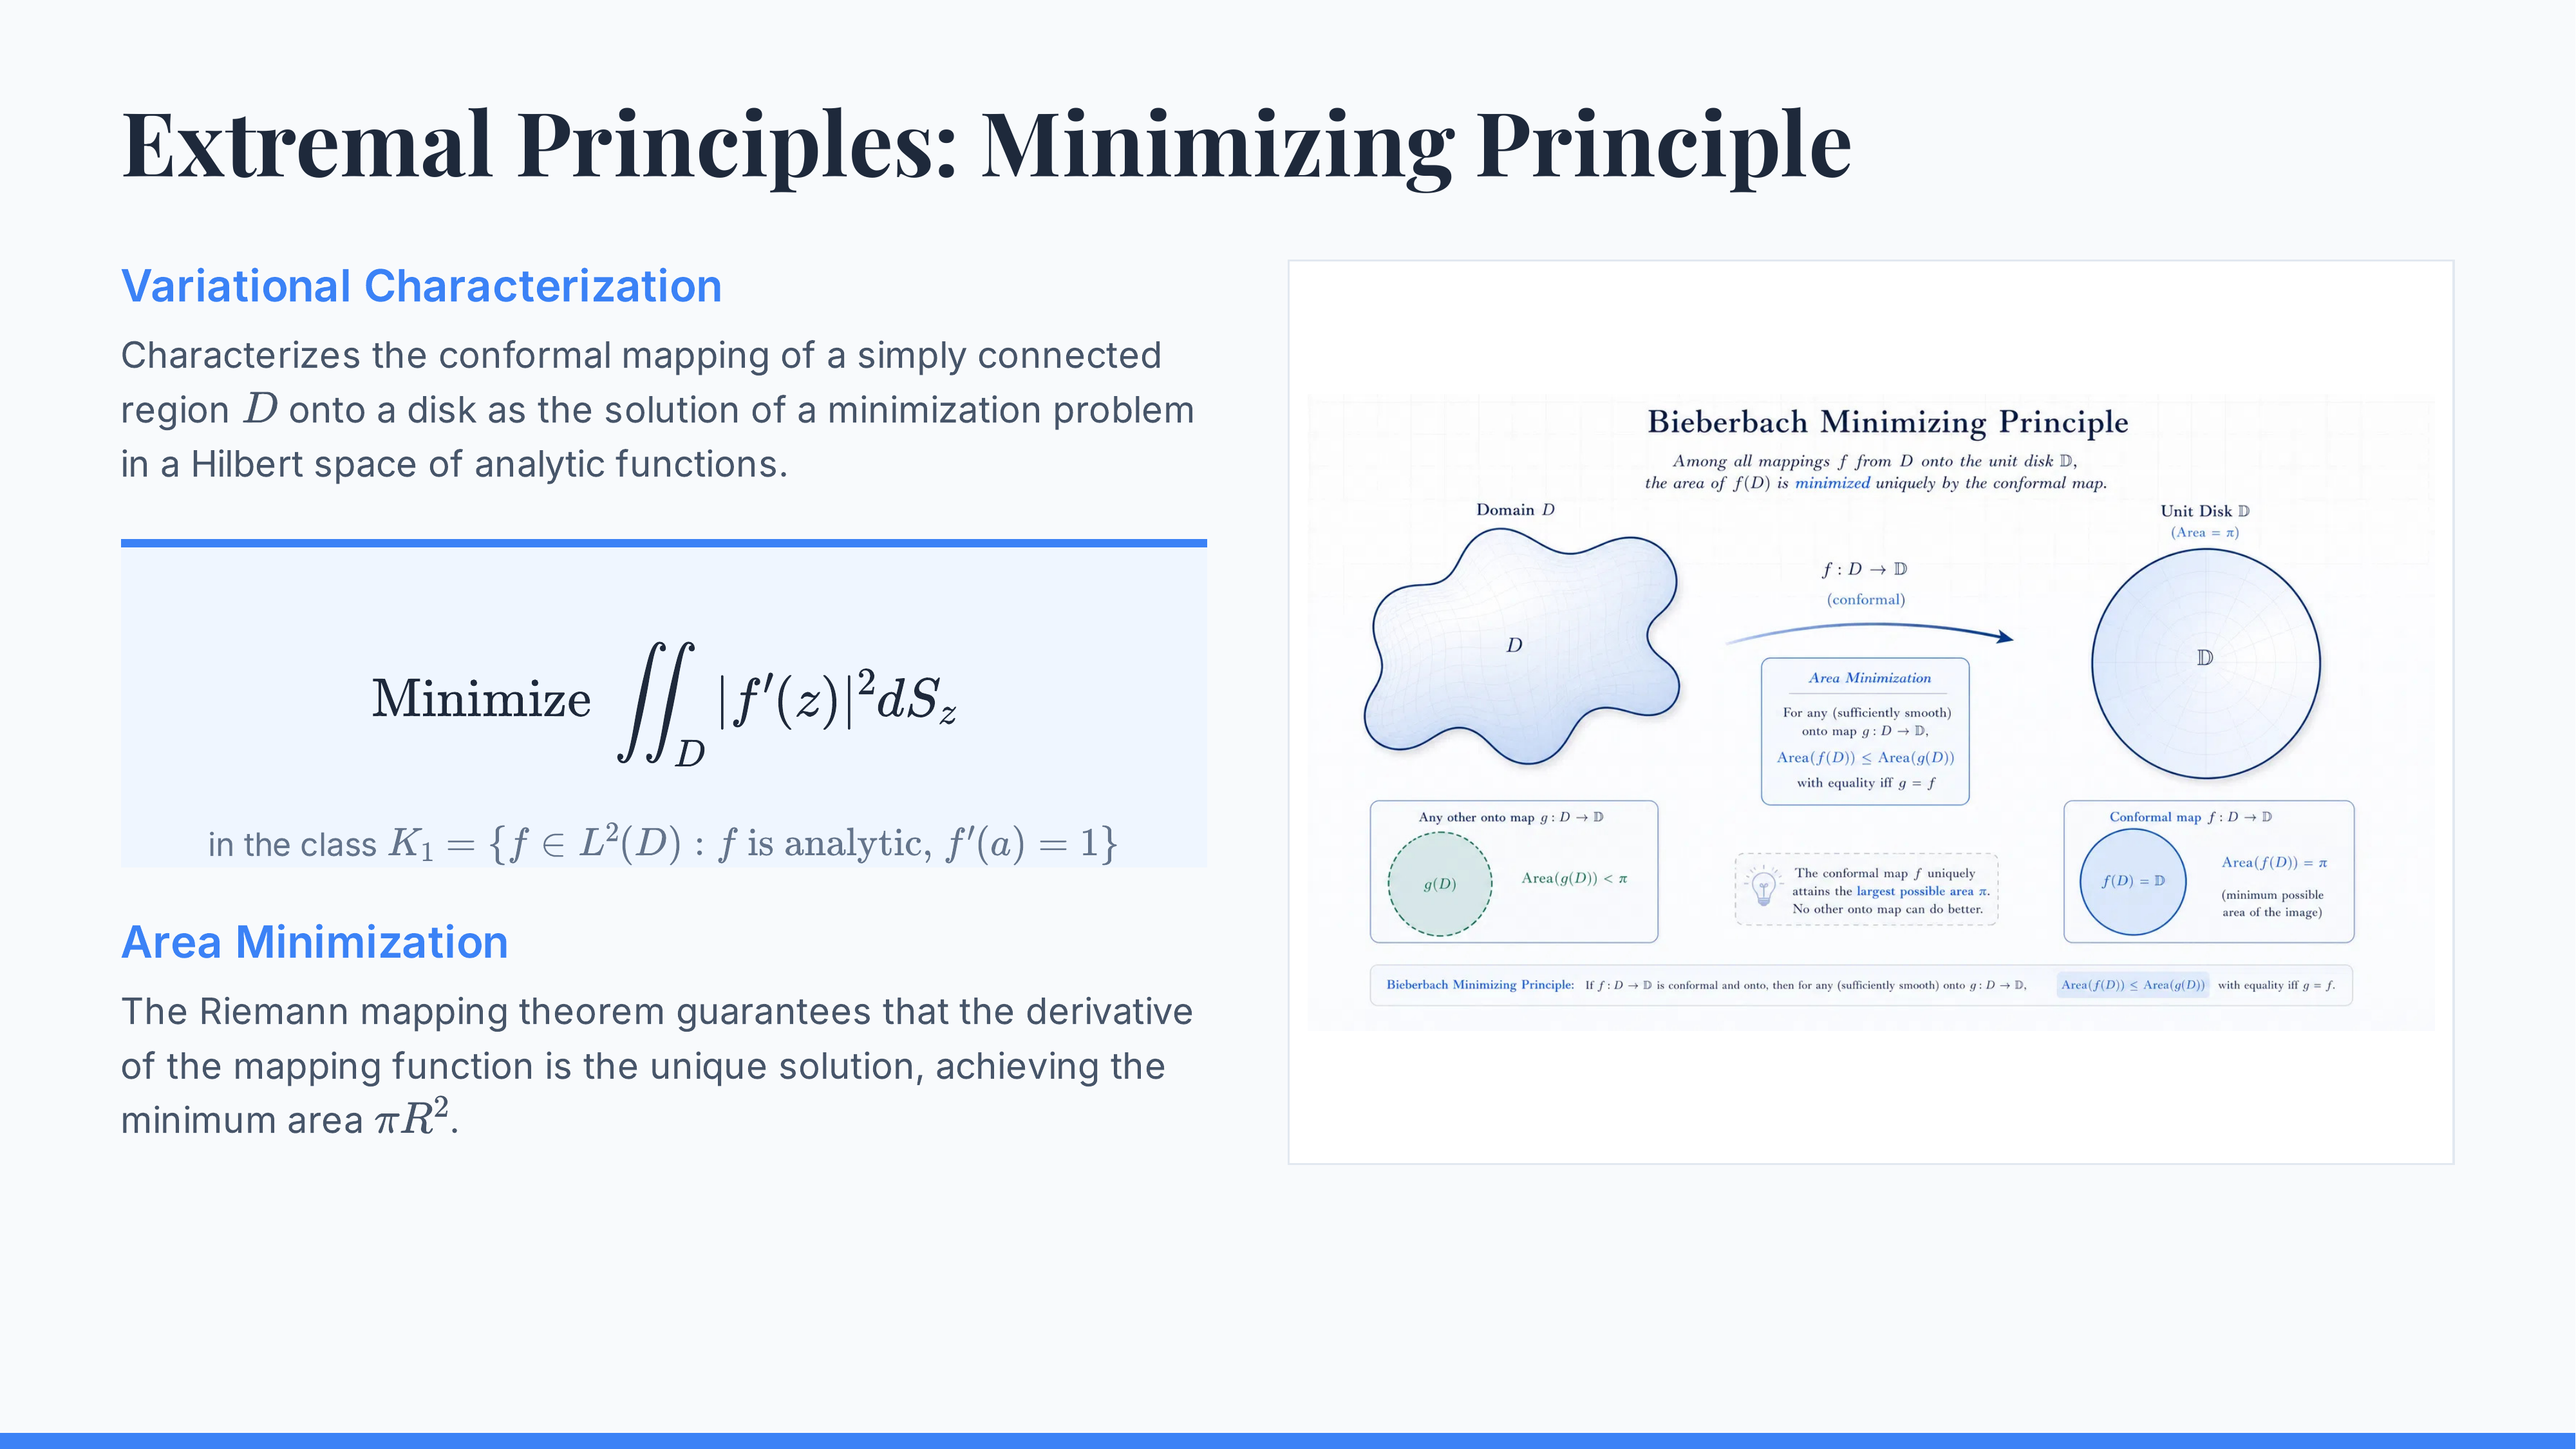 Extremal Principles: Minimizing Principle
Variational Characterization
Characterizes the conformal mapping of a simply connected
region D onto a disk as the solution of a minimization problem
in a Hilbert space of analytic functions.
Minimize ∬_D |f′(z)|² dS_z
in the class K₁ = {f ∈ L²(D) : f is analytic, f′(a) = 1}
Area Minimization
The Riemann mapping theorem guarantees that the derivative
of the mapping function is the unique solution, achieving the
minimum area πR².
Bieberbach Minimizing Principle
Among all mappings f from D onto the unit disk 𝔻,
the area of f(D) is minimized uniquely by the conformal map.
Domain D
D
f : D → 𝔻
(conformal)
Unit Disk 𝔻
(Area = π)
𝔻
Area Minimization
For any (sufficiently smooth)
onto map g : D → 𝔻,
Area(f(D)) ≤ Area(g(D))
with equality iff g = f
Any other onto map g : D → 𝔻
g(D)
Area(g(D)) < π
The conformal map f uniquely
attains the largest possible area π.
No other onto map can do better.
Conformal map f : D → 𝔻
f(D) = 𝔻
Area(f(D)) = π
(minimum possible
area of the image)
Bieberbach Minimizing Principle: If f : D → 𝔻 is conformal and onto, then for any (sufficiently smooth) onto g : D → 𝔻, Area(f(D)) ≤ Area(g(D)) with equality iff g = f.